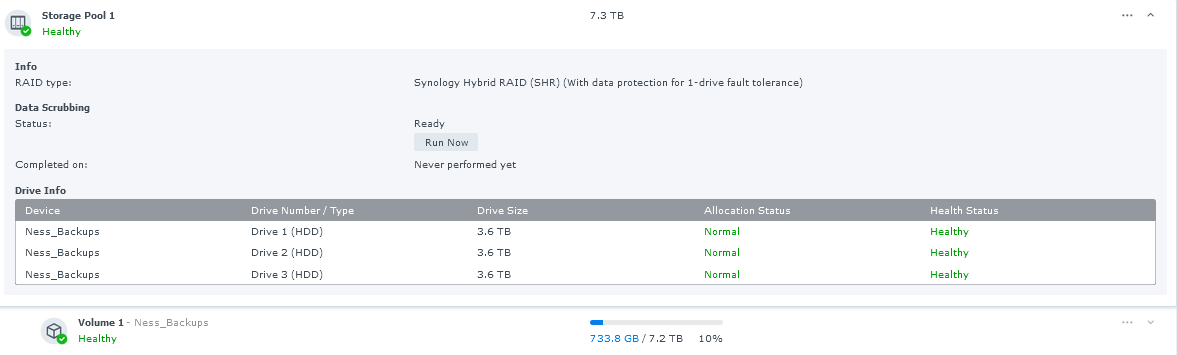 Storage Pool 1 7.3 TB
Healthy
Info
RAID type: Synology Hybrid RAID (SHR) (With data protection for 1-drive fault tolerance)
Data Scrubbing
Status: Ready
Run Now
Completed on: Never performed yet
Drive Info
Device Drive Number / Type Drive Size Allocation Status Health Status
Ness_Backups Drive 1 (HDD) 3.6 TB Normal Healthy
Ness_Backups Drive 2 (HDD) 3.6 TB Normal Healthy
Ness_Backups Drive 3 (HDD) 3.6 TB Normal Healthy
Volume 1 - Ness_Backups
Healthy 733.8 GB / 7.2 TB 10%